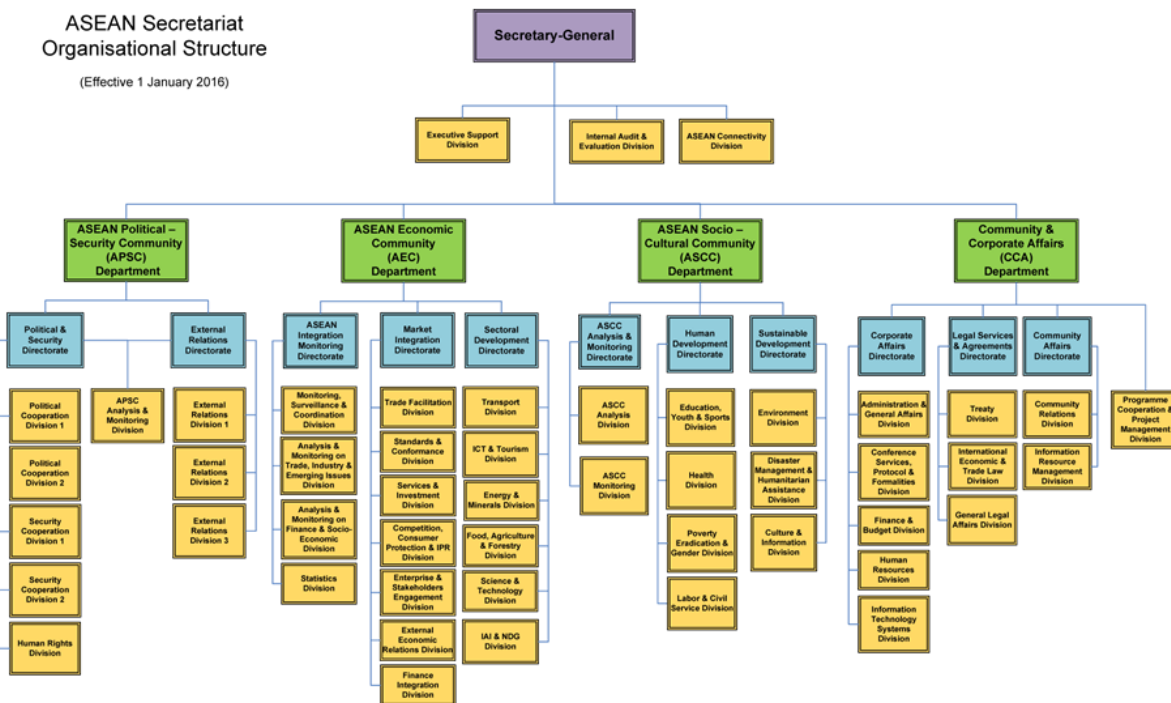 ASEAN Secretariat
Organisational Structure
(Effective 1 January 2016)
Secretary-General
Executive Support
Division
Internal Audit &
Evaluation Division
ASEAN Connectivity
Division
ASEAN Political –
Security Community
(APSC)
Department
ASEAN Economic
Community
(AEC)
Department
ASEAN Socio –
Cultural Community
(ASCC)
Department
Community &
Corporate Affairs
(CCA)
Department
Political &
Security
Directorate
External
Relations
Directorate
ASEAN
Integration
Monitoring
Directorate
Market
Integration
Directorate
Sectoral
Development
Directorate
ASCC
Analysis &
Monitoring
Directorate
Human
Development
Directorate
Sustainable
Development
Directorate
Corporate
Affairs
Directorate
Legal Services
& Agreements
Directorate
Community
Affairs
Directorate
Political
Cooperation
Division 1
Political
Cooperation
Division 2
Security
Cooperation
Division 1
Security
Cooperation
Division 2
Human Rights
Division
APSC
Analysis &
Monitoring
Division
External
Relations
Division 1
External
Relations
Division 2
External
Relations
Division 3
Monitoring,
Surveillance &
Coordination
Division
Analysis &
Monitoring on
Trade, Industry &
Emerging Issues
Division
Analysis &
Monitoring on
Finance & Socio-
Economic
Division
Statistics
Division
Trade Facilitation
Division
Standards &
Conformance
Division
Services &
Investment
Division
Competition,
Consumer
Protection & IPR
Division
Enterprise &
Stakeholders
Engagement
Division
External
Economic
Relations Division
Finance
Integration
Division
Transport
Division
ICT & Tourism
Division
Energy &
Minerals Division
Food, Agriculture
& Forestry
Division
Science &
Technology
Division
IAI & NDG
Division
ASCC
Analysis
Division
ASCC
Monitoring
Division
Education,
Youth & Sports
Division
Health
Division
Poverty
Eradication &
Gender Division
Labor & Civil
Service Division
Environment
Division
Disaster
Management &
Humanitarian
Assistance
Division
Culture &
Information
Division
Administration &
General Affairs
Division
Conference
Services,
Protocol &
Formalities
Division
Finance &
Budget Division
Human
Resources
Division
Information
Technology
Systems
Division
Treaty
Division
International
Economic &
Trade Law
Division
General Legal
Affairs Division
Community
Relations
Division
Information
Resource
Management
Division
Programme
Cooperation &
Project
Management
Division